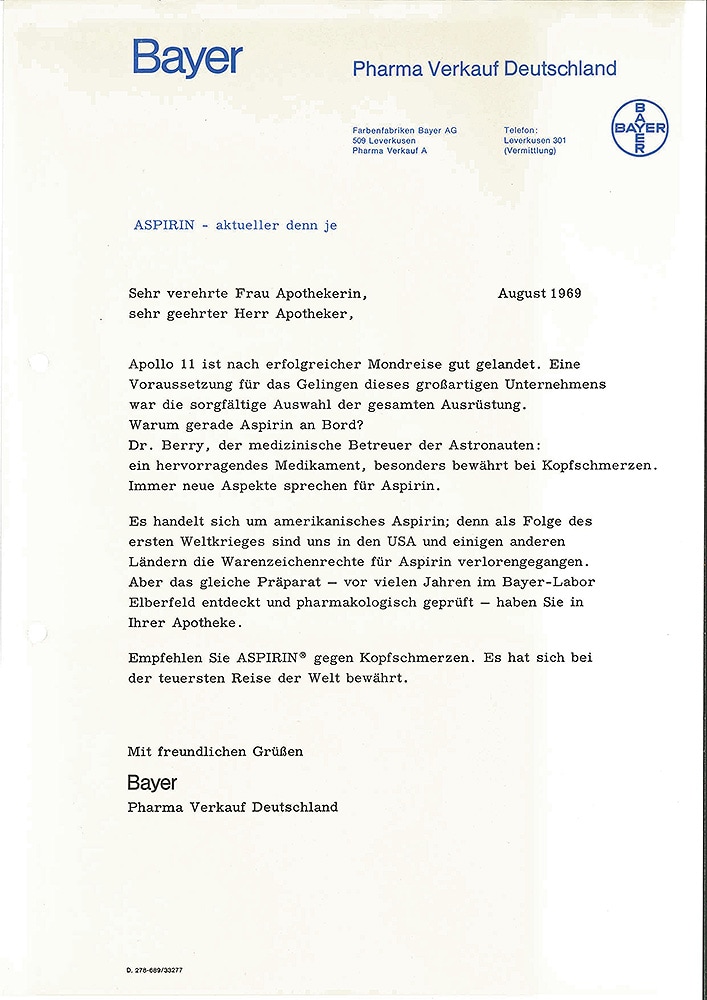 Bayer
Pharma Verkauf Deutschland
Farbenfabriken Bayer AG
509 Leverkusen
Pharma Verkauf A
Telefon:
Leverkusen 301
(Vermittlung)
BAYER
BAYER
ASPIRIN - aktueller denn je
Sehr verehrte Frau Apothekerin,
sehr geehrter Herr Apotheker,
August 1969
Apollo 11 ist nach erfolgreicher Mondreise gut gelandet. Eine
Voraussetzung für das Gelingen dieses großartigen Unternehmens
war die sorgfältige Auswahl der gesamten Ausrüstung.
Warum gerade Aspirin an Bord?
Dr. Berry, der medizinische Betreuer der Astronauten:
ein hervorragendes Medikament, besonders bewährt bei Kopfschmerzen.
Immer neue Aspekte sprechen für Aspirin.
Es handelt sich um amerikanisches Aspirin; denn als Folge des
ersten Weltkrieges sind uns in den USA und einigen anderen
Ländern die Warenzeichenrechte für Aspirin verlorengegangen.
Aber das gleiche Präparat — vor vielen Jahren im Bayer-Labor
Elberfeld entdeckt und pharmakologisch geprüft — haben Sie in
Ihrer Apotheke.
Empfehlen Sie ASPIRIN® gegen Kopfschmerzen. Es hat sich bei
der teuersten Reise der Welt bewährt.
Mit freundlichen Grüßen
Bayer
Pharma Verkauf Deutschland
D. 278-689/33277